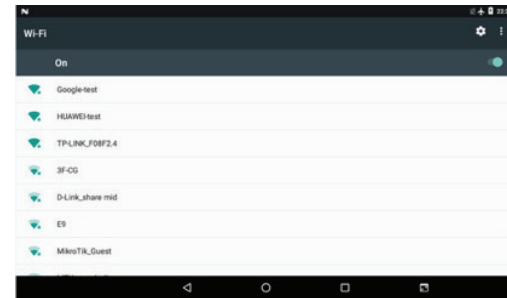 Wi-Fi
On
Google-test
HUAWEI-test
TP-LINK_F08F2.4
3F-CG
D-Link_share mid
E9
MikroTik_Guest